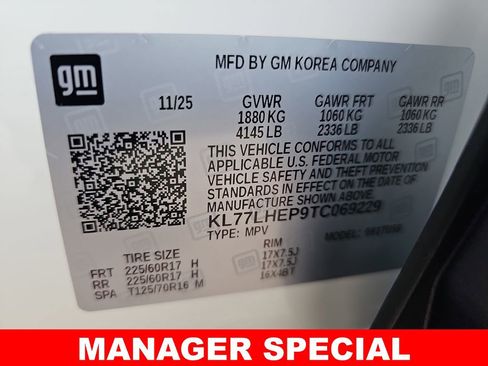 gm
MFD BY GM KOREA COMPANY
11/25 GVWR GAWR FRT GAWR RR
1880 KG 1060 KG 1060 KG
4145 LB 2336 LB 2336 LB
THIS VEHICLE CONFORMS TO ALL
APPLICABLE U.S. FEDERAL MOTOR
VEHICLE SAFETY AND THEFT PREVENTION
STANDARDS IN EFFECT ON THE DATE OF
MANUFACTURE SHOWN ABOVE.
KL77LHEP9TC069229
TYPE: MPV MODEL:
TIRE SIZE RIM
FRT 225/60R17 H 17X7.5J
RR 225/60R17 H 17X7.5J
SPA T125/70R16 M 16X4BT
MANAGER SPECIAL